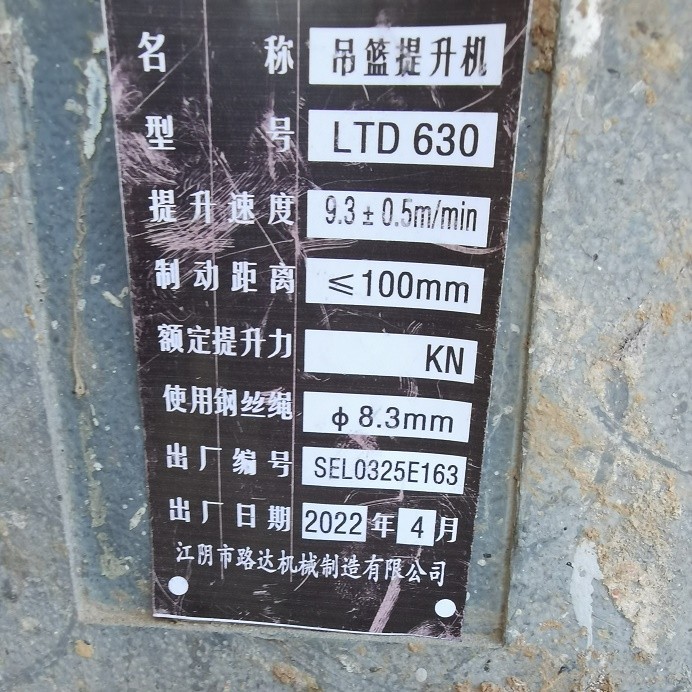 名称 吊篮提升机
型号 LTD 630
提升速度 9.3±0.5m/min
制动距离 ≤100mm
额定提升力 KN
使用钢丝绳 ф8.3mm
出厂编号 SEL0325E163
出厂日期 2022年4月
江阴市路达机械制造有限公司